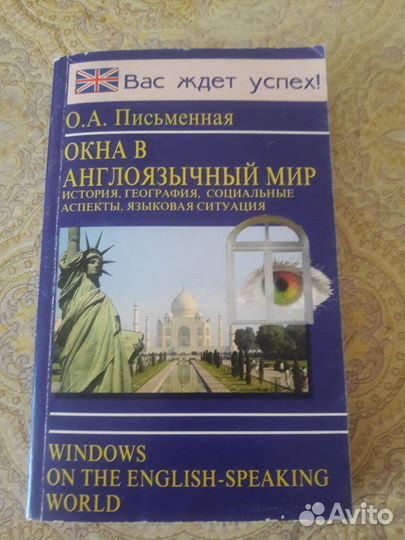 Вас ждет успех!
О.А. Письменная
ОКНА В
АНГЛОЯЗЫЧНЫЙ МИР
ИСТОРИЯ, ГЕОГРАФИЯ, СОЦИАЛЬНЫЕ
АСПЕКТЫ, ЯЗЫКОВАЯ СИТУАЦИЯ
WINDOWS
ON THE ENGLISH-SPEAKING
WORLD
Avito